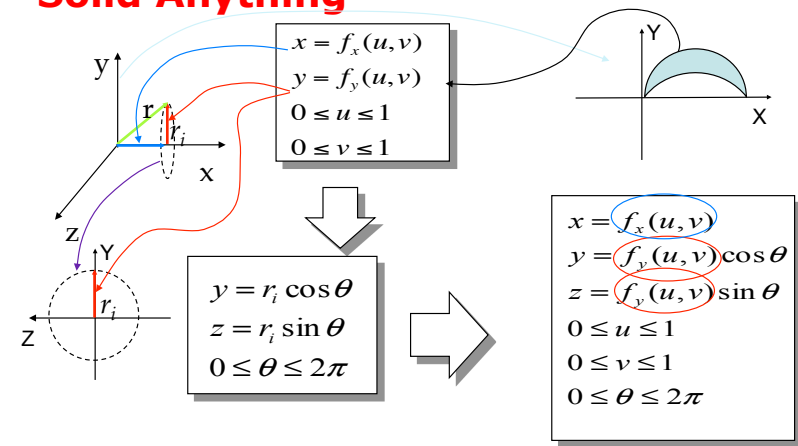 Solid Anything
y
r
r_i
x
z
x = f_x(u,v)
y = f_y(u,v)
0 ≤ u ≤ 1
0 ≤ v ≤ 1
Y
X
Y
r_i
Z
y = r_i cos θ
z = r_i sin θ
0 ≤ θ ≤ 2π
x = f_x(u,v)
y = f_y(u,v) cos θ
z = f_y(u,v) sin θ
0 ≤ u ≤ 1
0 ≤ v ≤ 1
0 ≤ θ ≤ 2π